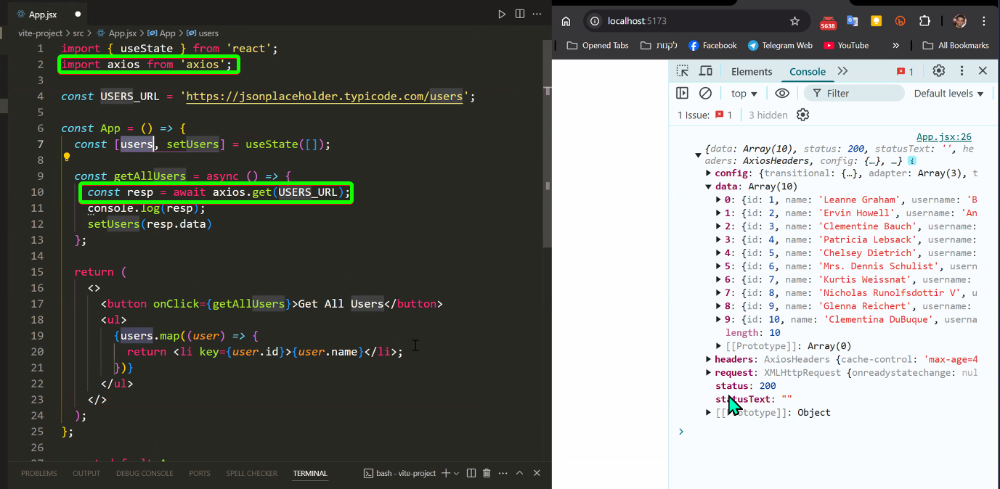 App.jsx
vite-project > src > App.jsx > App > users
1 import { useState } from 'react';
2 import axios from 'axios';
3
4 const USERS_URL = 'https://jsonplaceholder.typicode.com/users';
5
6 const App = () => {
7 const [users, setUsers] = useState([]);
8
9 const getAllUsers = async () => {
10 const resp = await axios.get(USERS_URL);
11 console.log(resp);
12 setUsers(resp.data)
13 };
14
15 return (
16 <>
17 <button onClick={getAllUsers}>Get All Users</button>
18 <ul>
19 {users.map((user) => {
20 return <li key={user.id}>{user.name}</li>;
21 })}
22 </ul>
23 </>
24 );
25 };
26
PROBLEMS OUTPUT DEBUG CONSOLE PORTS SPELL CHECKER TERMINAL bash - vite-project
localhost:5173
5638
Opened Tabs לקנות Facebook Telegram Web YouTube » All Bookmarks
Elements Console 1
top Filter Default levels
1 Issue: 1 3 hidden
App.jsx:26
{data: Array(10), status: 200, statusText: '', he
aders: AxiosHeaders, config: {…}, …}
config: {transitional: {…}, adapter: Array(3), t
data: Array(10)
0: {id: 1, name: 'Leanne Graham', username: 'B
1: {id: 2, name: 'Ervin Howell', username: 'An
2: {id: 3, name: 'Clementine Bauch', username:
3: {id: 4, name: 'Patricia Lebsack', username:
4: {id: 5, name: 'Chelsey Dietrich', username:
5: {id: 6, name: 'Mrs. Dennis Schulist', usern
6: {id: 7, name: 'Kurtis Weissnat', username:
7: {id: 8, name: 'Nicholas Runolfsdottir V', u
8: {id: 9, name: 'Glenna Reichert', username:
9: {id: 10, name: 'Clementina DuBuque', userna
length: 10
[[Prototype]]: Array(0)
headers: AxiosHeaders {cache-control: 'max-age=4
request: XMLHttpRequest {onreadystatechange: nul
status: 200
statusText: ""
[[Prototype]]: Object